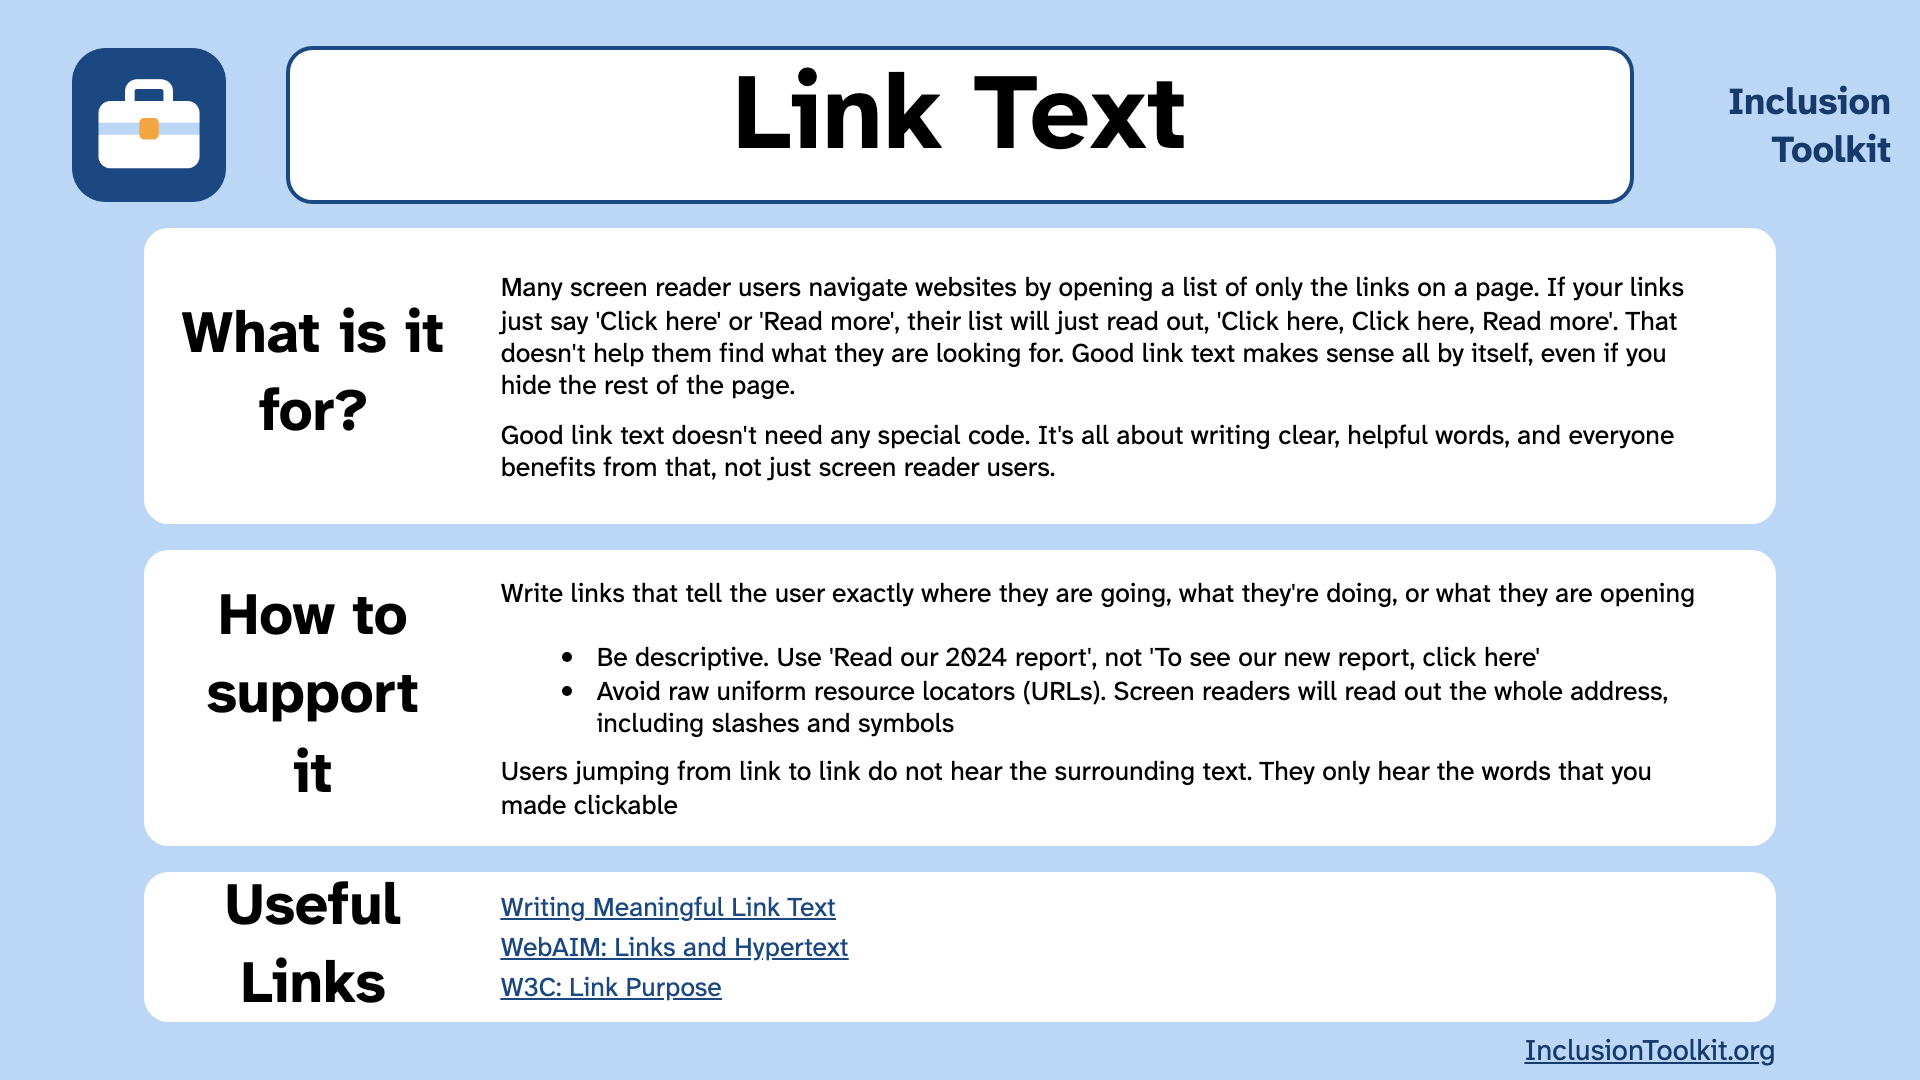 Link Text
Inclusion
Toolkit
What is it
for?
Many screen reader users navigate websites by opening a list of only the links on a page. If your links
just say 'Click here' or 'Read more', their list will just read out, 'Click here, Click here, Read more'. That
doesn't help them find what they are looking for. Good link text makes sense all by itself, even if you
hide the rest of the page.
Good link text doesn't need any special code. It's all about writing clear, helpful words, and everyone
benefits from that, not just screen reader users.
How to
support
it
Write links that tell the user exactly where they are going, what they're doing, or what they are opening
• Be descriptive. Use 'Read our 2024 report', not 'To see our new report, click here'
• Avoid raw uniform resource locators (URLs). Screen readers will read out the whole address,
including slashes and symbols
Users jumping from link to link do not hear the surrounding text. They only hear the words that you
made clickable
Useful
Links
Writing Meaningful Link Text
WebAIM: Links and Hypertext
W3C: Link Purpose
InclusionToolkit.org